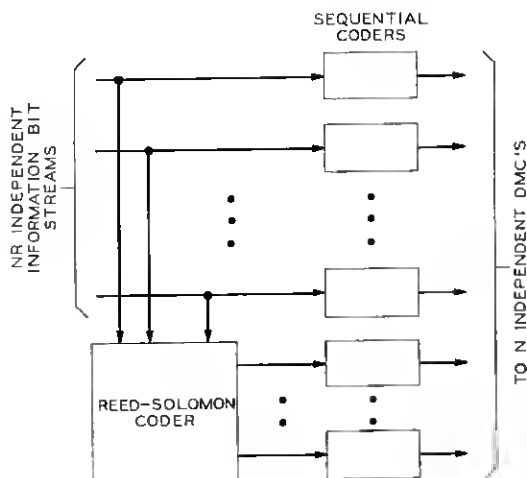 SEQUENTIAL
CODERS
NR INDEPENDENT
INFORMATION BIT
STREAMS
REED-SOLOMON
CODER
TO N INDEPENDENT DMC'S